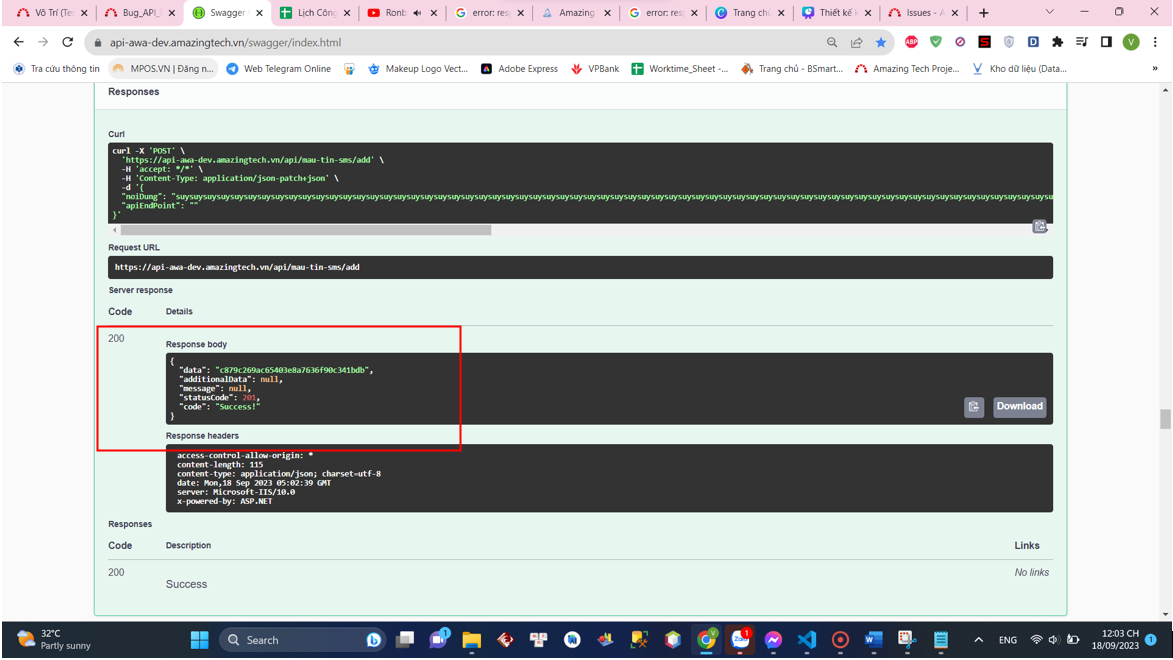 Võ Trí (Te
Bug_API_
Swagger
Lịch Côn
Ronb
error: res
Amazing
error: res
Trang ch
Thiết kế k
Issues - A
api-awa-dev.amazingtech.vn/swagger/index.html
ABP
V
Tra cứu thông tin
MPOS.VN | Đăng n...
Web Telegram Online
Makeup Logo Vect...
Adobe Express
VPBank
Worktime_Sheet -...
Trang chủ - BSmart...
Amazing Tech Proje...
Kho dữ liệu (Data...
»
Responses
Curl
curl -X 'POST' \
'https://api-awa-dev.amazingtech.vn/api/mau-tin-sms/add' \
-H 'accept: */*' \
-H 'Content-Type: application/json-patch+json' \
-d '{
"noiDung": "suysuysuysuysuysuysuysuysuysuysuysuysuysuysuysuysuysuysuysuysuysuysuysuysuysuysuysuysuysuysuysuysuysuysuysuysuysuysuysuysuysuysuysuysuysuysuysuysuysuysuysuysuysuysuysuysuysuysuysuysuysuysuysuysuysu
"apiEndPoint": ""
}'
Request URL
https://api-awa-dev.amazingtech.vn/api/mau-tin-sms/add
Server response
Code Details
200
Response body
{
"data": "c879c269ac65403e8a7636f90c341bdb",
"additionalData": null,
"message": null,
"statusCode": 201,
"code": "Success!"
}
Download
Response headers
access-control-allow-origin: *
content-length: 115
content-type: application/json; charset=utf-8
date: Mon,18 Sep 2023 05:02:39 GMT
server: Microsoft-IIS/10.0
x-powered-by: ASP.NET
Responses
Code Description Links
200 Success No links
32°C
Partly sunny
Search
ENG
12:03 CH
18/09/2023